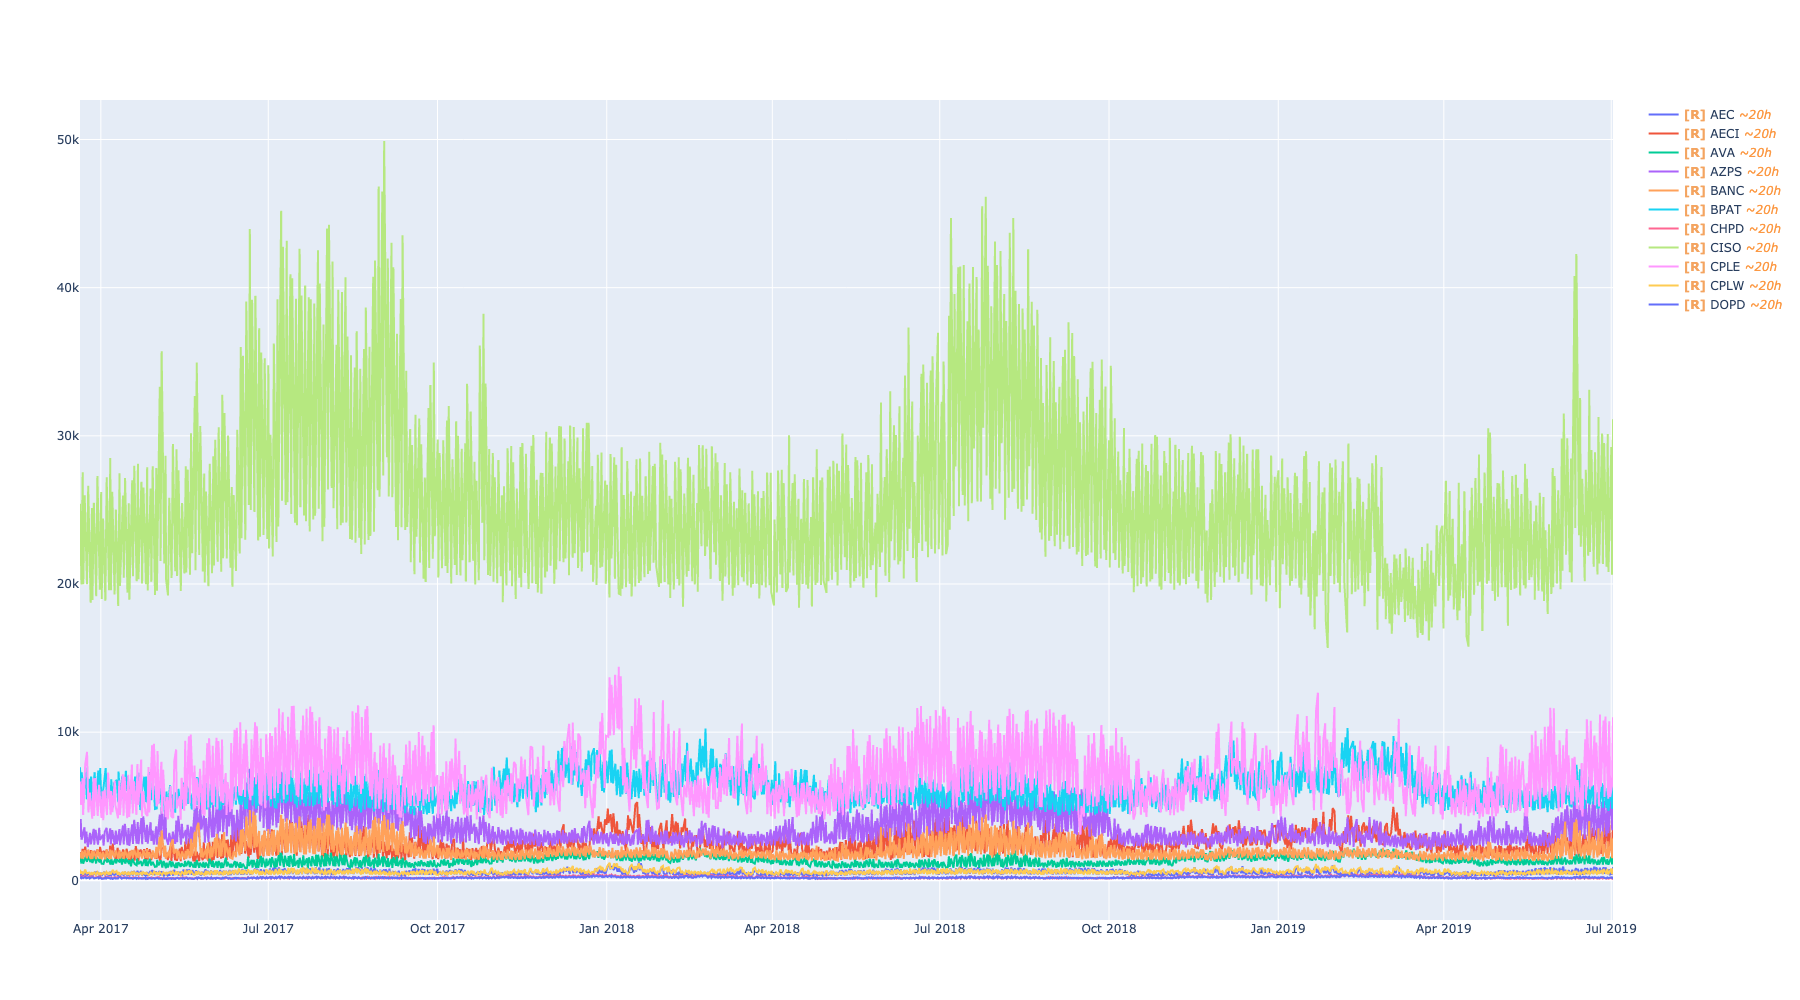 50k
40k
30k
20k
10k
0
Apr 2017 Jul 2017 Oct 2017 Jan 2018 Apr 2018 Jul 2018 Oct 2018 Jan 2019 Apr 2019 Jul 2019
[R] AEC ~20h
[R] AECI ~20h
[R] AVA ~20h
[R] AZPS ~20h
[R] BANC ~20h
[R] BPAT ~20h
[R] CHPD ~20h
[R] CISO ~20h
[R] CPLE ~20h
[R] CPLW ~20h
[R] DOPD ~20h